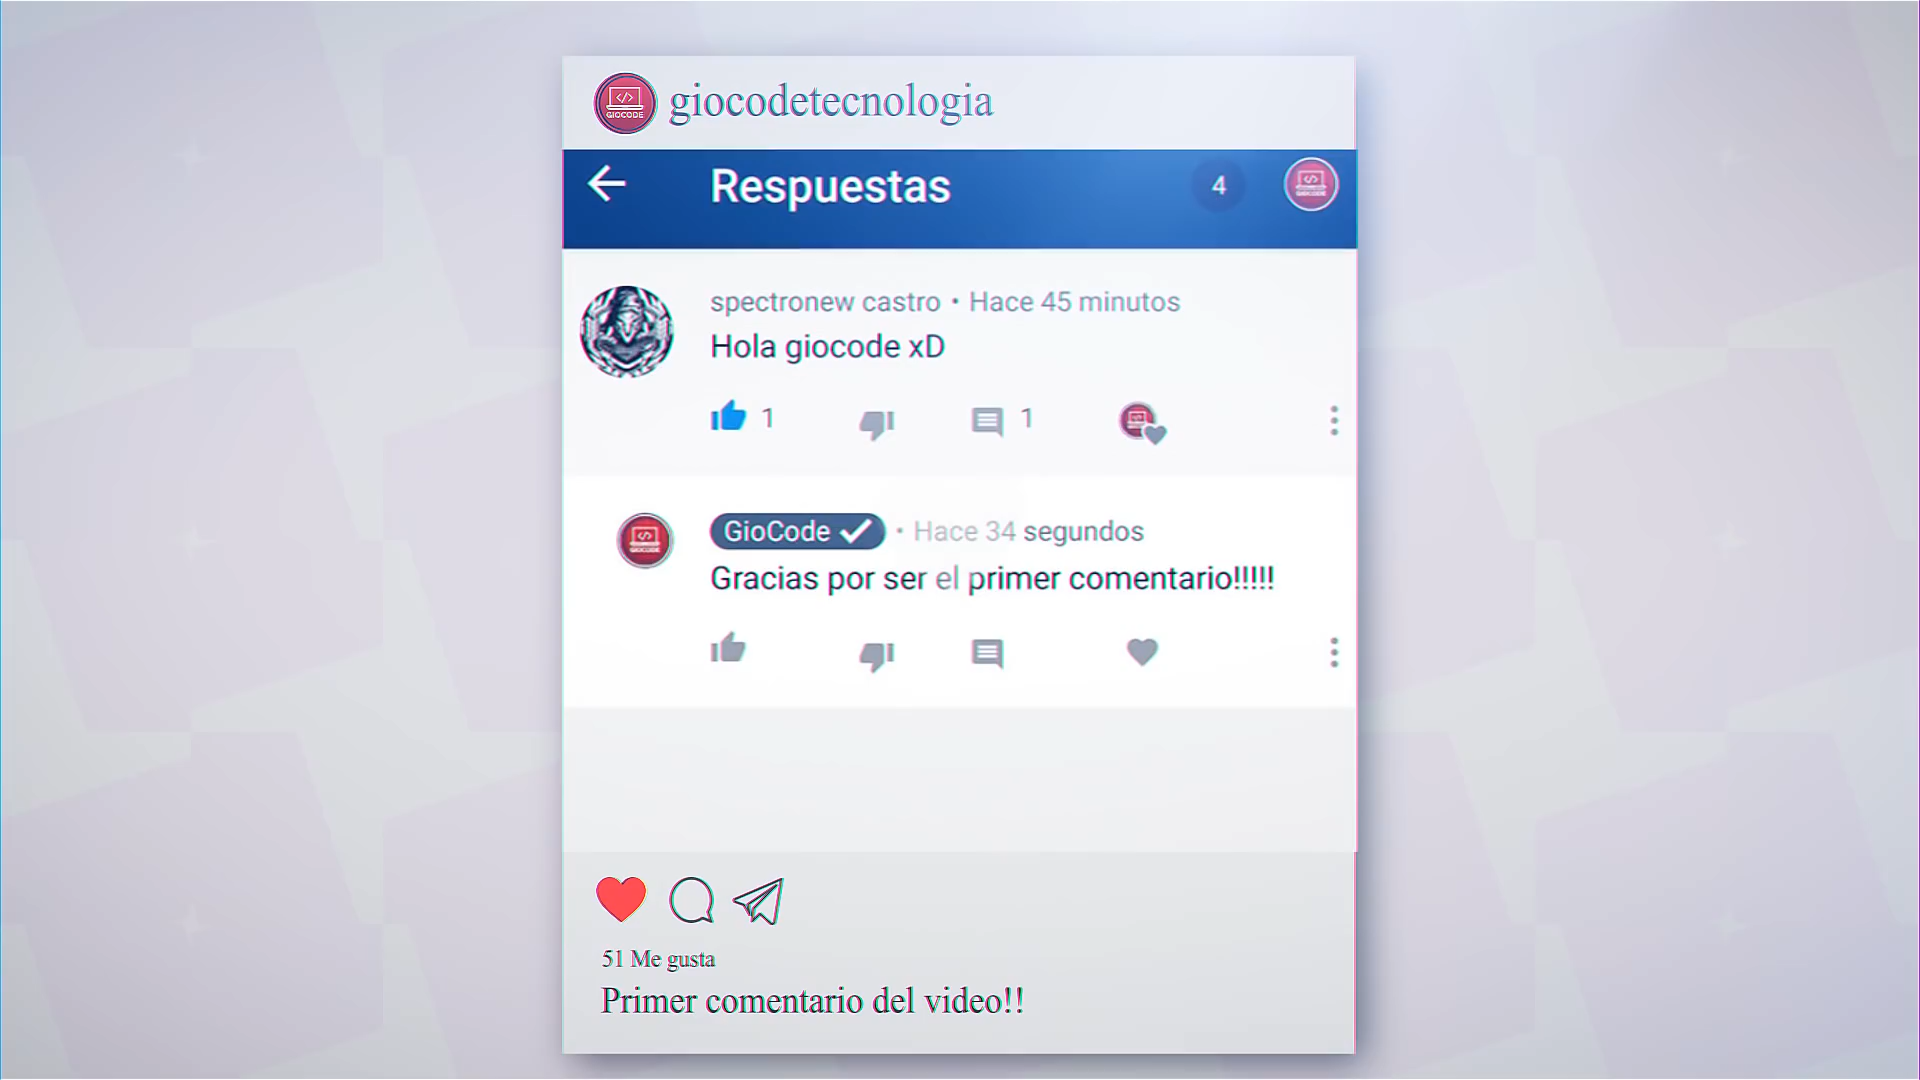 giocodetecnologia
Respuestas
4
spectronew castro • Hace 45 minutos
Hola giocode xD
1
1
GioCode • Hace 34 segundos
Gracias por ser el primer comentario!!!!!
51 Me gusta
Primer comentario del video!!